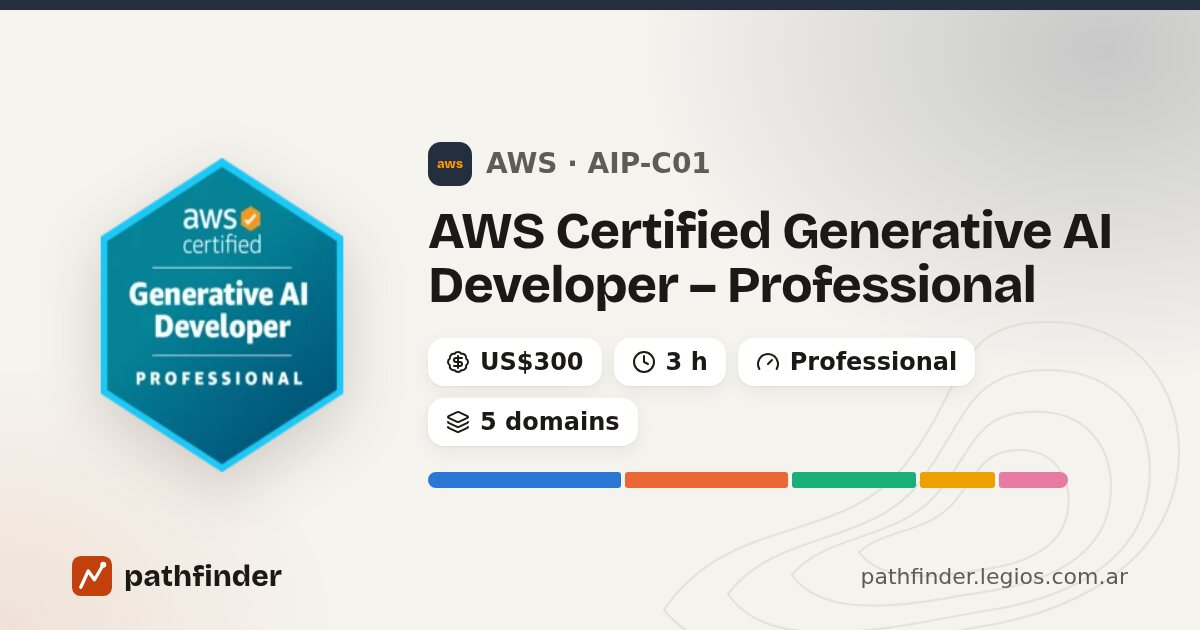 aws
certified
Generative AI
Developer
PROFESSIONAL
aws
AWS · AIP-C01
AWS Certified Generative AI
Developer – Professional
US$300
3 h
Professional
5 domains
pathfinder
pathfinder.legios.com.ar